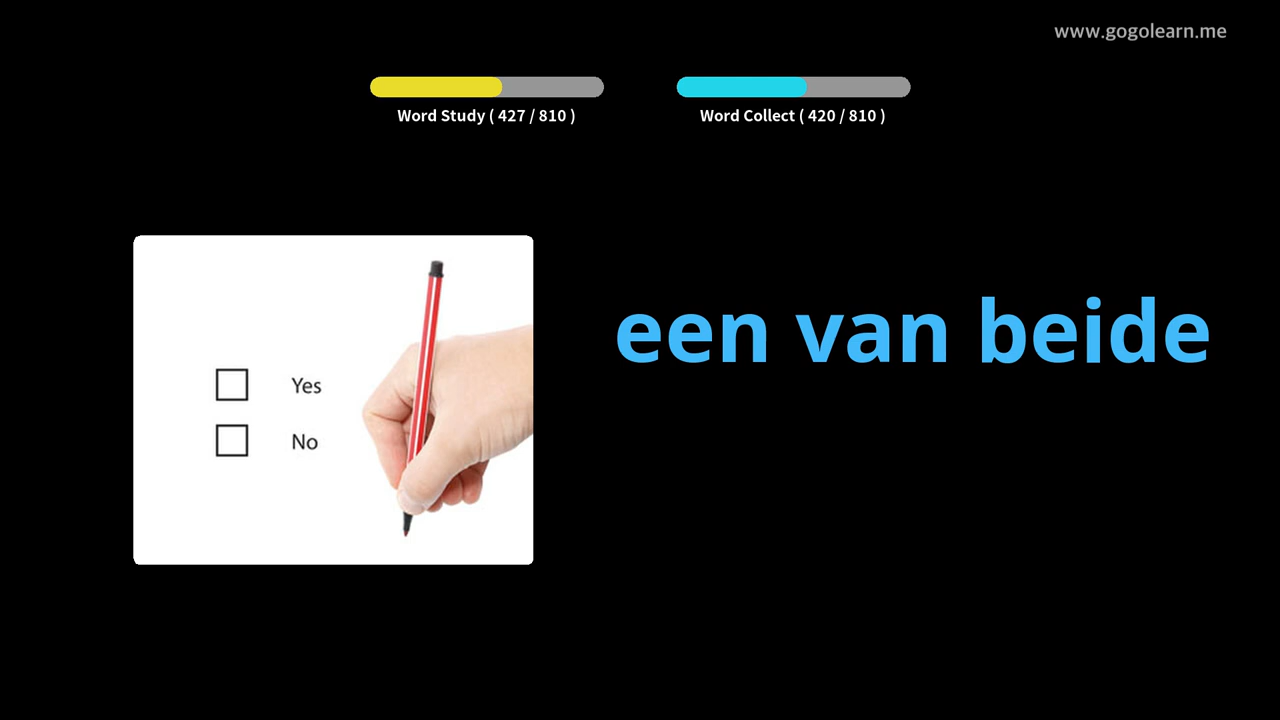 www.gogolearn.me
Word Study ( 427 / 810 )
Word Collect ( 420 / 810 )
Yes
No
een van beide